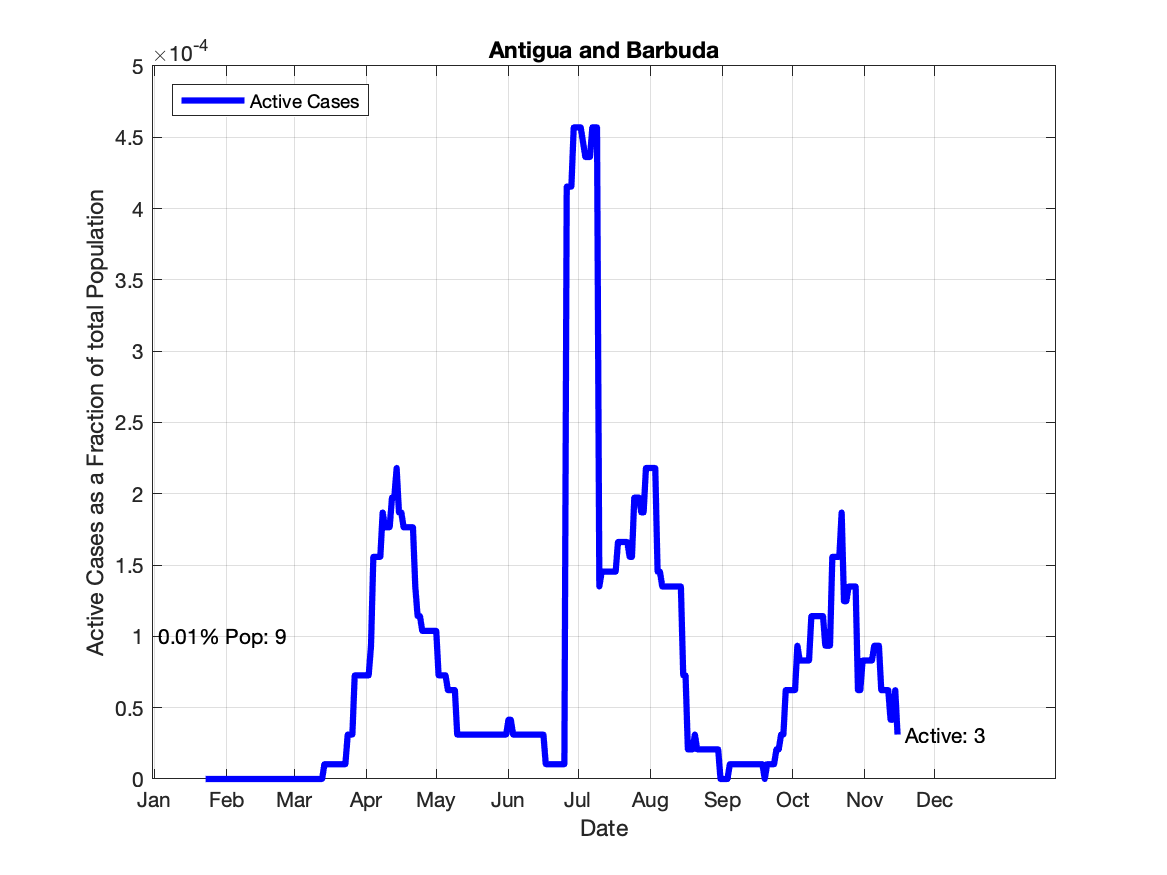 Antigua and Barbuda
×10-4
Active Cases
5
4.5
4
3.5
3
2.5
2
1.5
1
0.5
0
Active Cases as a Fraction of total Population
0.01% Pop: 9
Active: 3
Jan Feb Mar Apr May Jun Jul Aug Sep Oct Nov Dec
Date